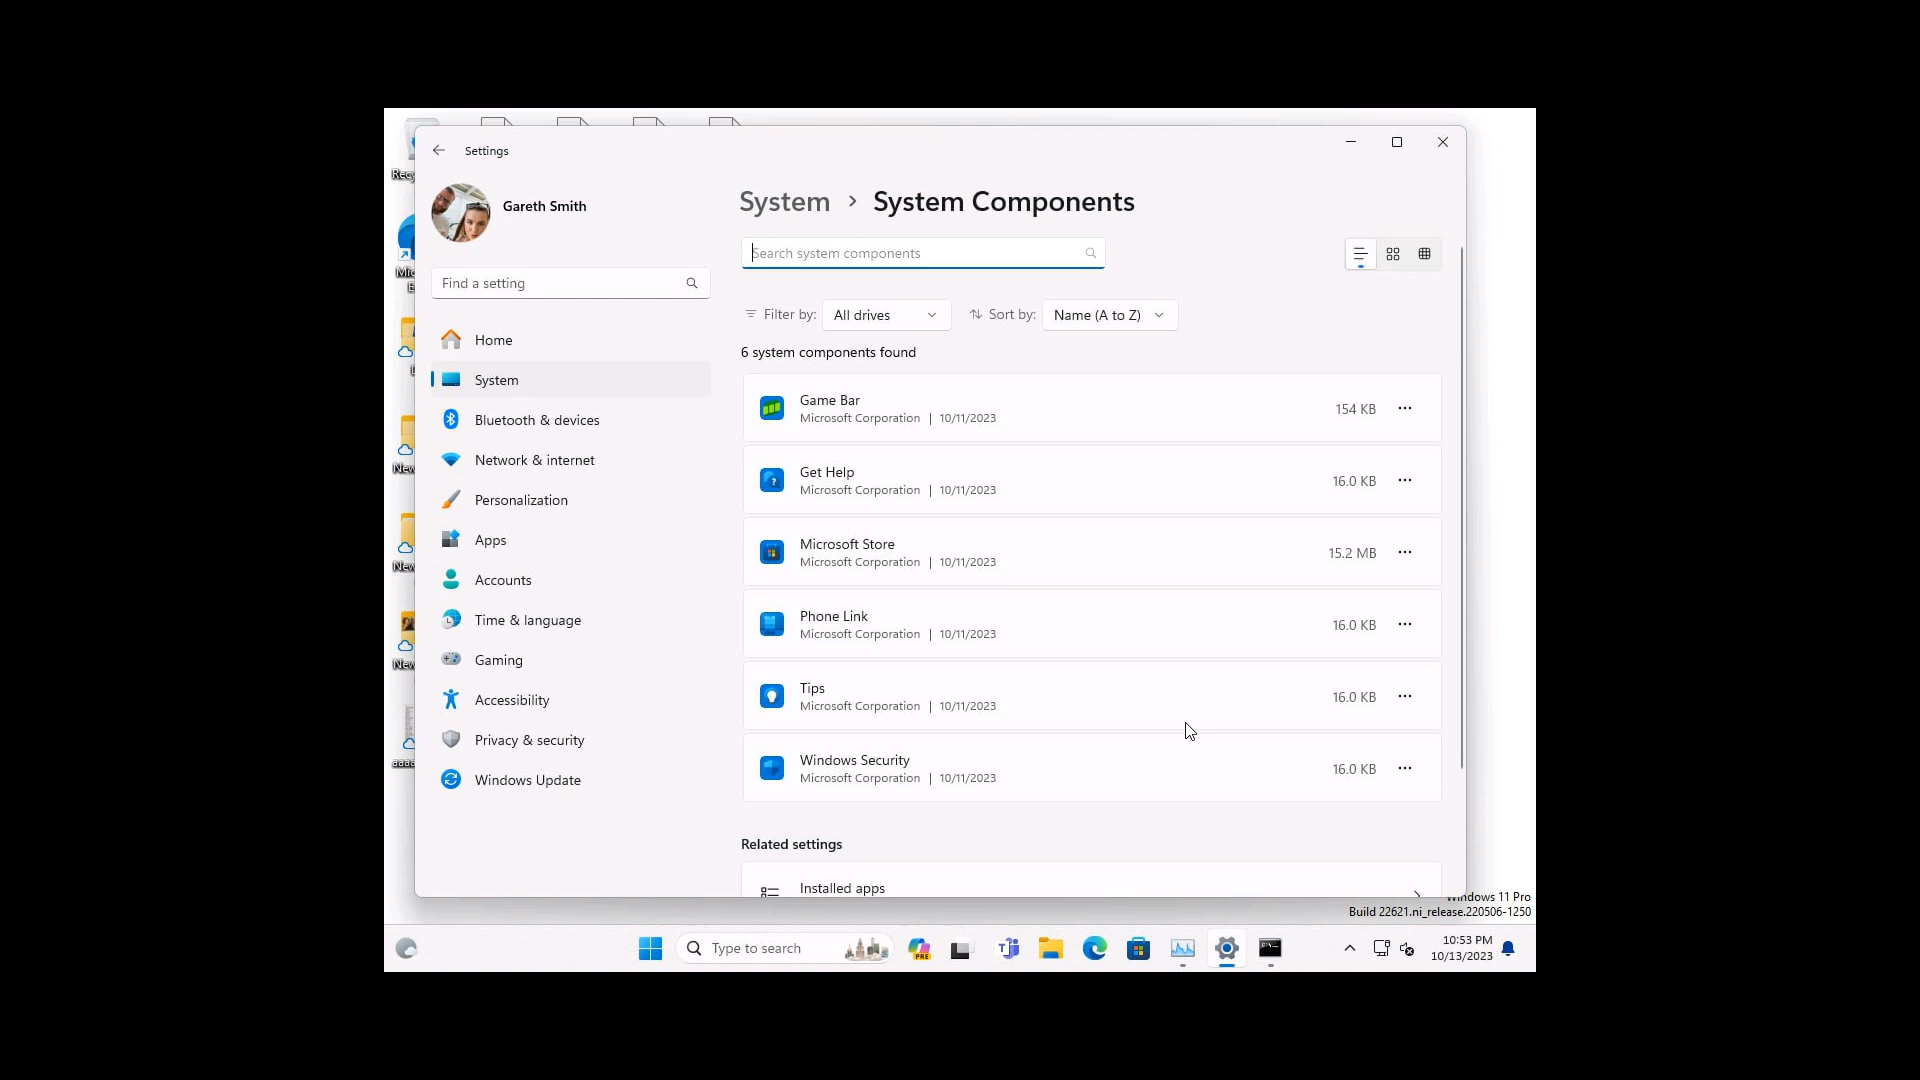 Settings
Gareth Smith
Find a setting
Home
System
Bluetooth & devices
Network & internet
Personalization
Apps
Accounts
Time & language
Gaming
Accessibility
Privacy & security
Windows Update
System > System Components
Search system components
Filter by: All drives
Sort by: Name (A to Z)
6 system components found
Game Bar
Microsoft Corporation | 10/11/2023
154 KB
Get Help
Microsoft Corporation | 10/11/2023
16.0 KB
Microsoft Store
Microsoft Corporation | 10/11/2023
15.2 MB
Phone Link
Microsoft Corporation | 10/11/2023
16.0 KB
Tips
Microsoft Corporation | 10/11/2023
16.0 KB
Windows Security
Microsoft Corporation | 10/11/2023
16.0 KB
Related settings
Installed apps
Windows 11 Pro
Build 22621.ni_release.220506-1250
Type to search
PRE
10:53 PM
10/13/2023